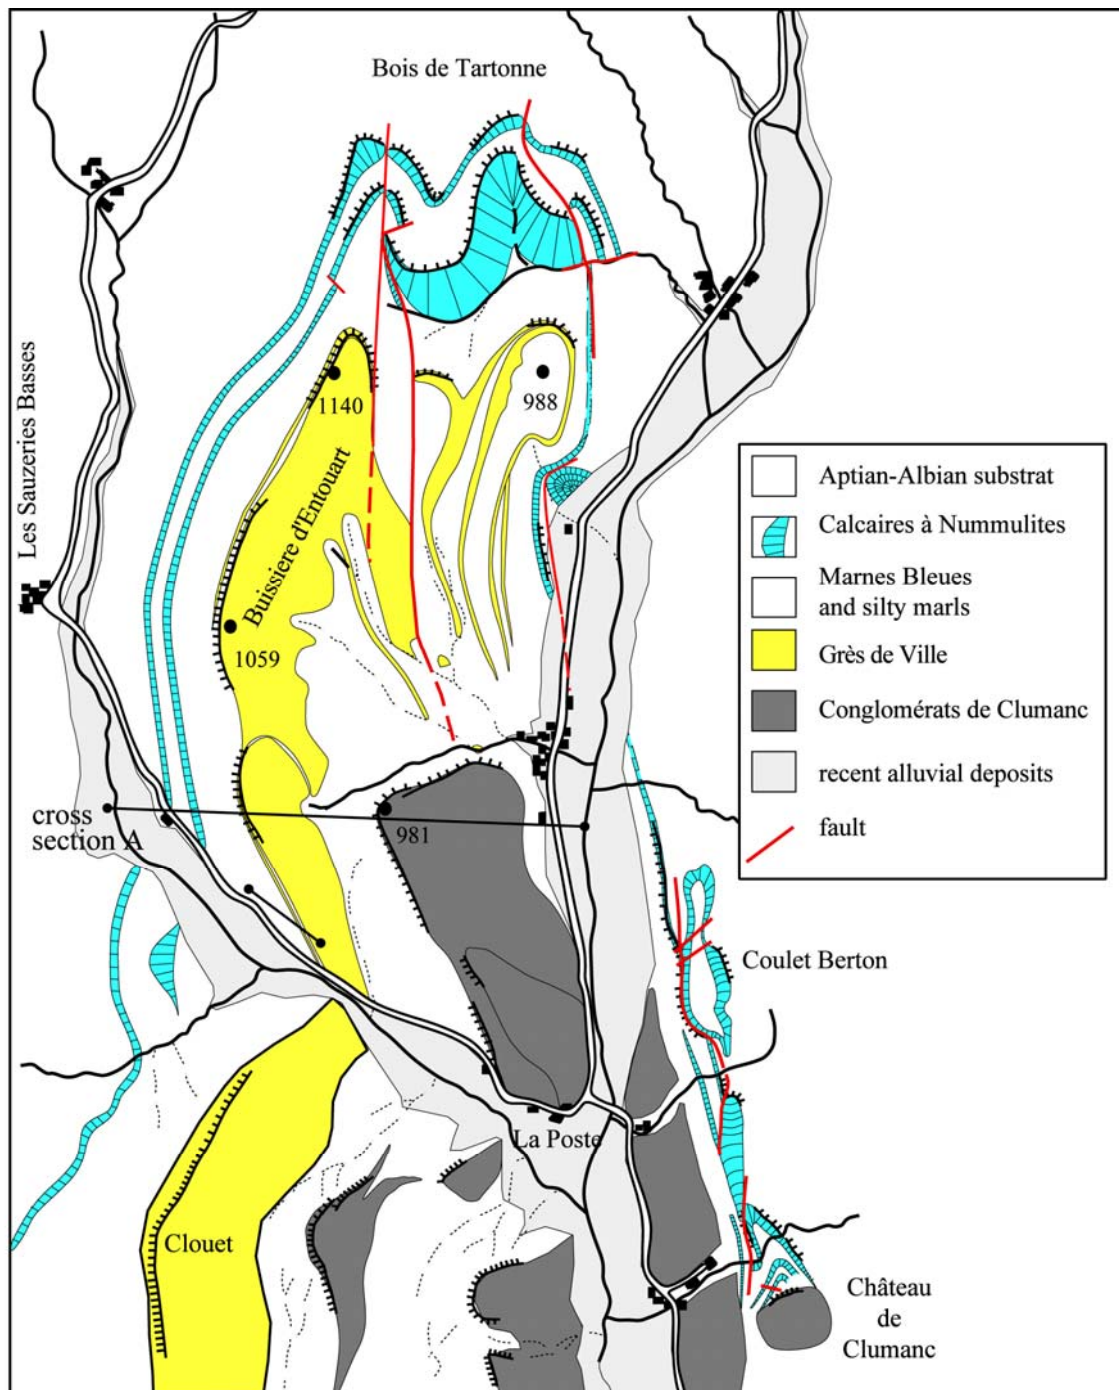 Bois de Tartonne
Les Sauzeries Basses
1140
988
Buissiere d'Entouart
1059
cross
section A
981
Aptian-Albian substrat
Calcaires à Nummulites
Marnes Bleues
and silty marls
Grès de Ville
Conglomérats de Clumanc
recent alluvial deposits
fault
Coulet Berton
La Poste
Clouet
Château
de
Clumanc